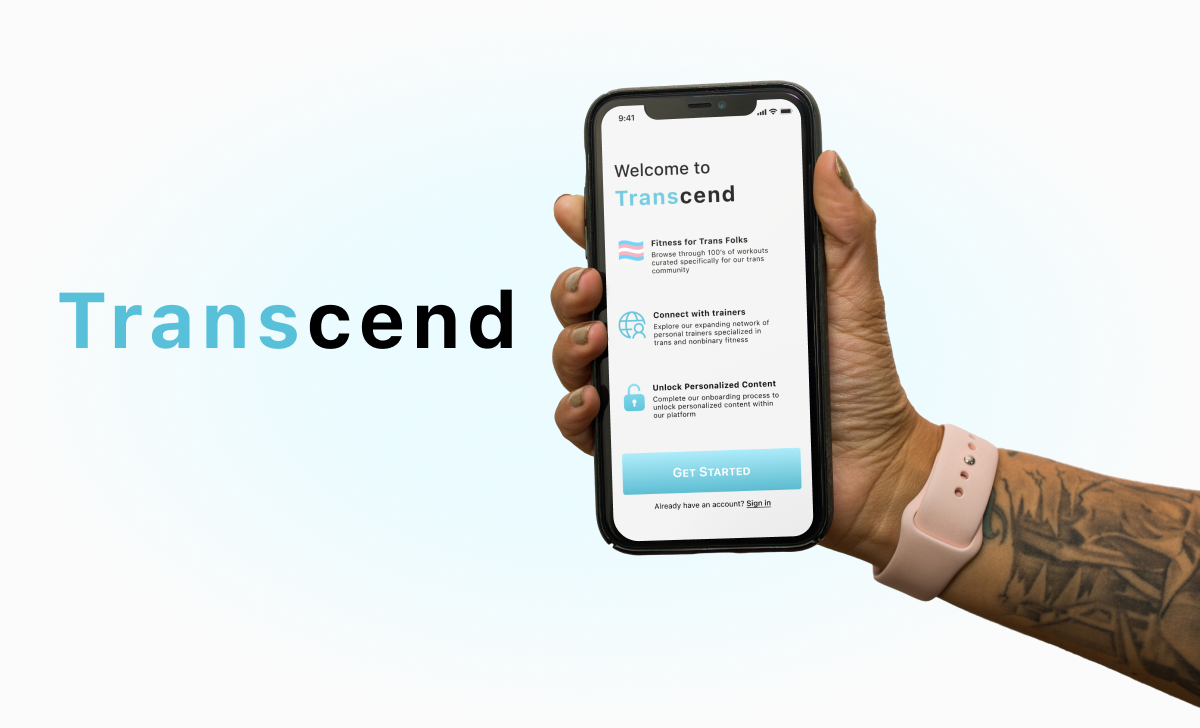 Transcend
9:41
Welcome to
Transcend
Fitness for Trans Folks
Browse through 100's of workouts
curated specifically for our trans
community
Connect with trainers
Explore our expanding network of
personal trainers specialized in
trans and nonbinary fitness
Unlock Personalized Content
Complete our onboarding process to
unlock personalized content within
our platform
GET STARTED
Already have an account? Sign in